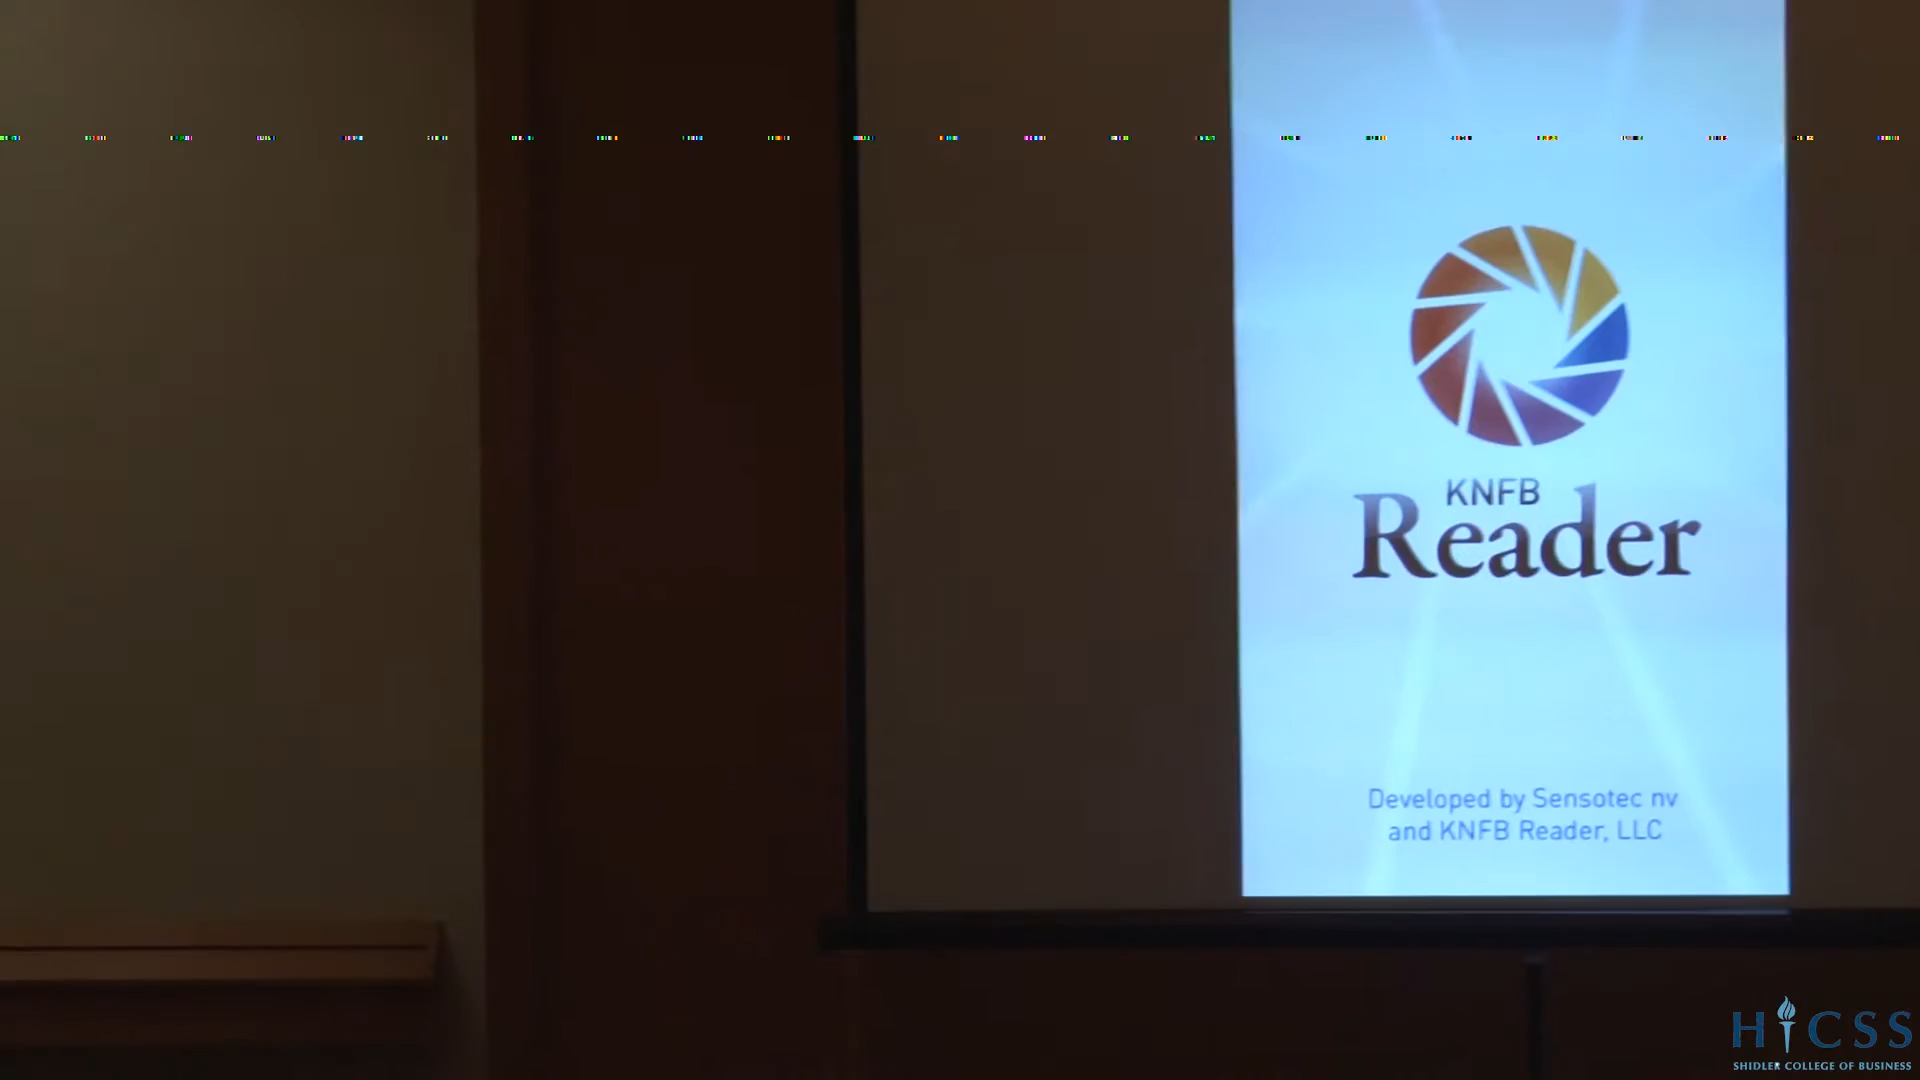 KNFB
Reader
Developed by Sensotec nv
and KNFB Reader, LLC
HICSS
SHIDLER COLLEGE OF BUSINESS